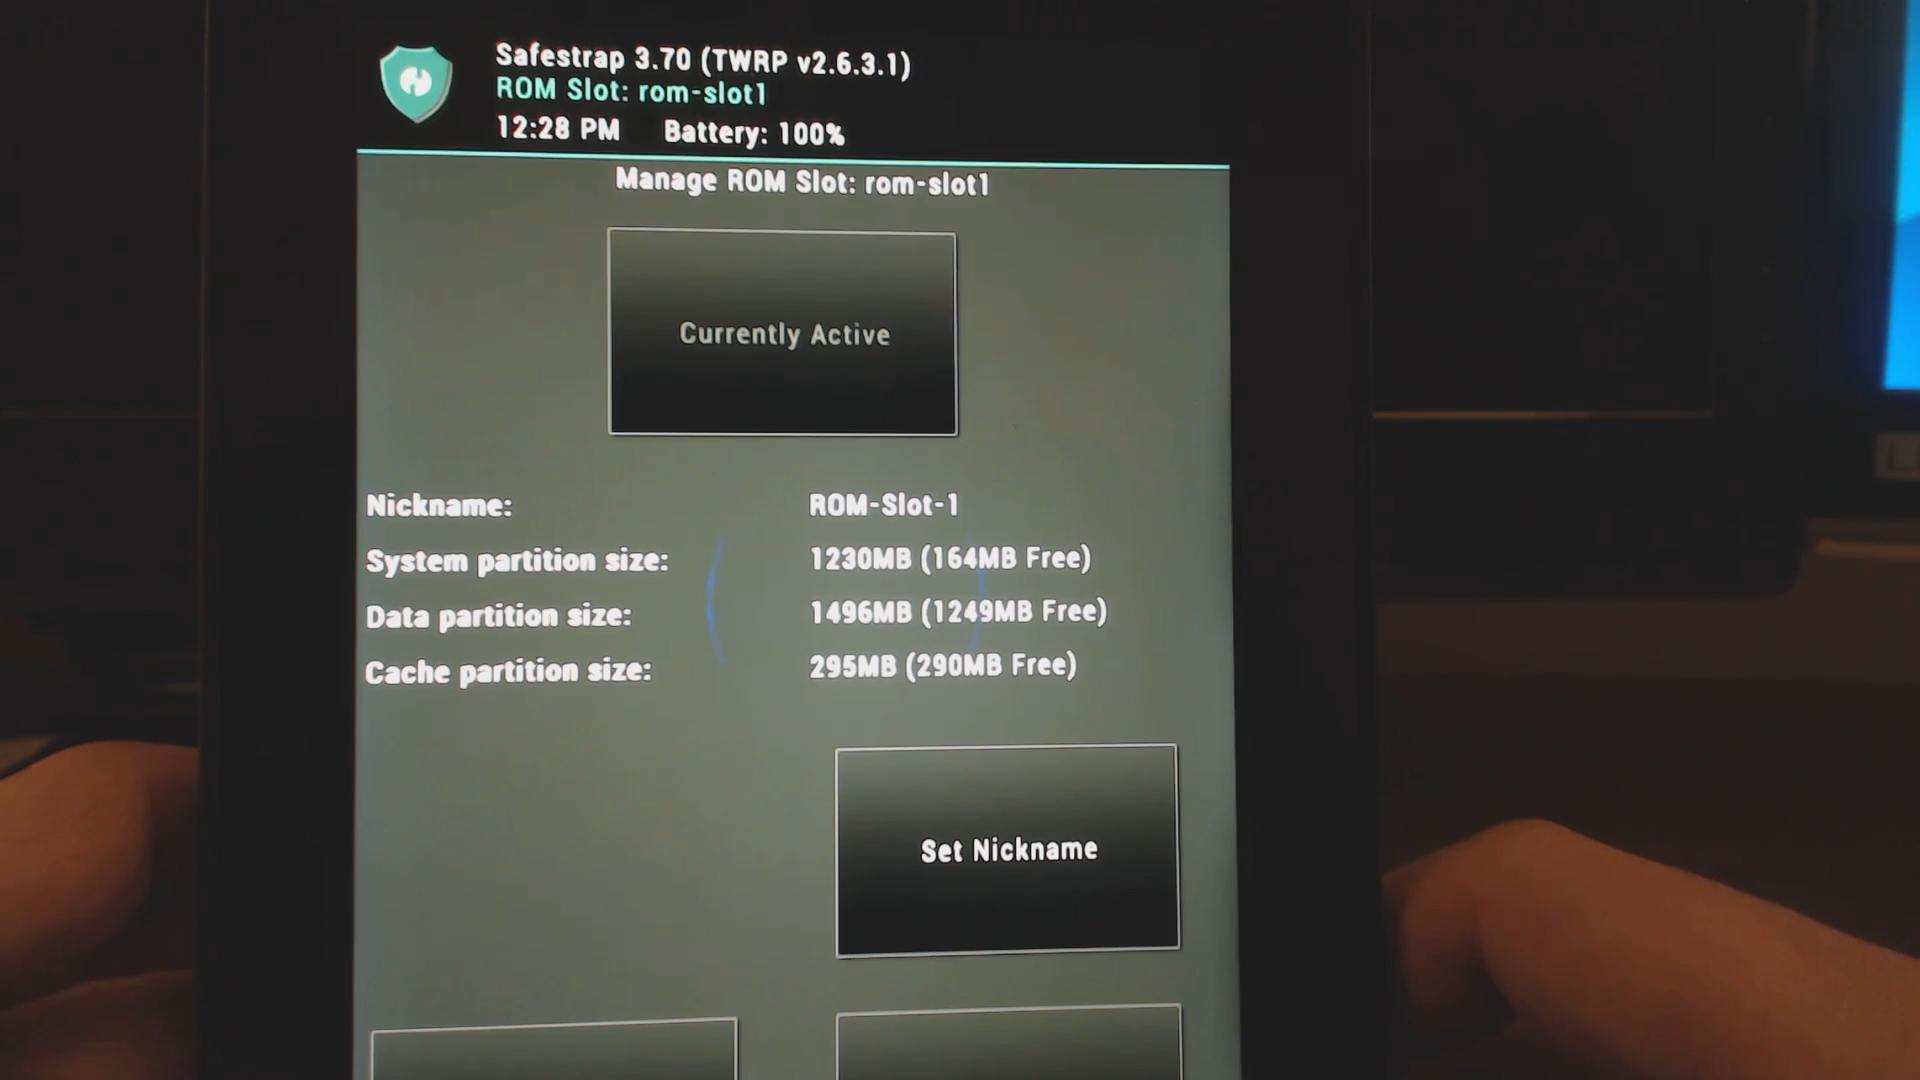 Safestrap 3.70 (TWRP v2.6.3.1)
ROM Slot: rom-slot1
12:28 PM Battery: 100%
Manage ROM Slot: rom-slot1
Currently Active
Nickname: ROM-Slot-1
System partition size: 1230MB (164MB Free)
Data partition size: 1496MB (1249MB Free)
Cache partition size: 295MB (290MB Free)
Set Nickname